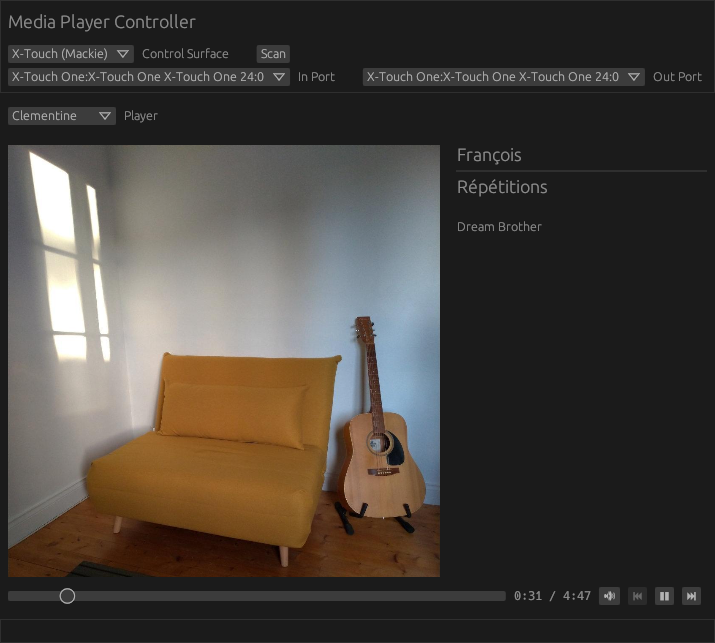 Media Player Controller
X-Touch (Mackie) Control Surface Scan
X-Touch One:X-Touch One X-Touch One 24:0 In Port X-Touch One:X-Touch One X-Touch One 24:0 Out Port
Clementine Player
François
Répétitions
Dream Brother
0:31 / 4:47